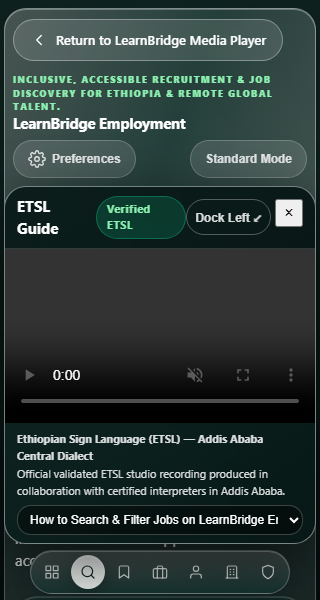 Return to LearnBridge Media Player
INCLUSIVE, ACCESSIBLE RECRUITMENT & JOB
DISCOVERY FOR ETHIOPIA & REMOTE GLOBAL
TALENT.
LearnBridge Employment
Preferences
Standard Mode
ETSL
Guide
Verified
ETSL
Dock Left ↙
×
0:00
Ethiopian Sign Language (ETSL) — Addis Ababa
Central Dialect
Official validated ETSL studio recording produced in
collaboration with certified interpreters in Addis Ababa.
How to Search & Filter Jobs on LearnBridge